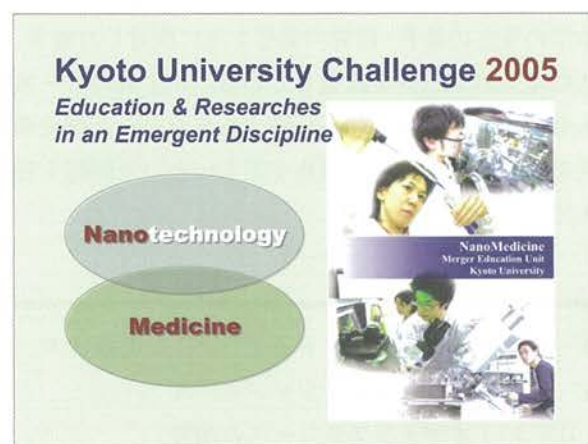 Kyoto University Challenge 2005
Education & Researches
in an Emergent Discipline
Nanotechnology
Medicine
NanoMedicine
Merger Education Unit
Kyoto University